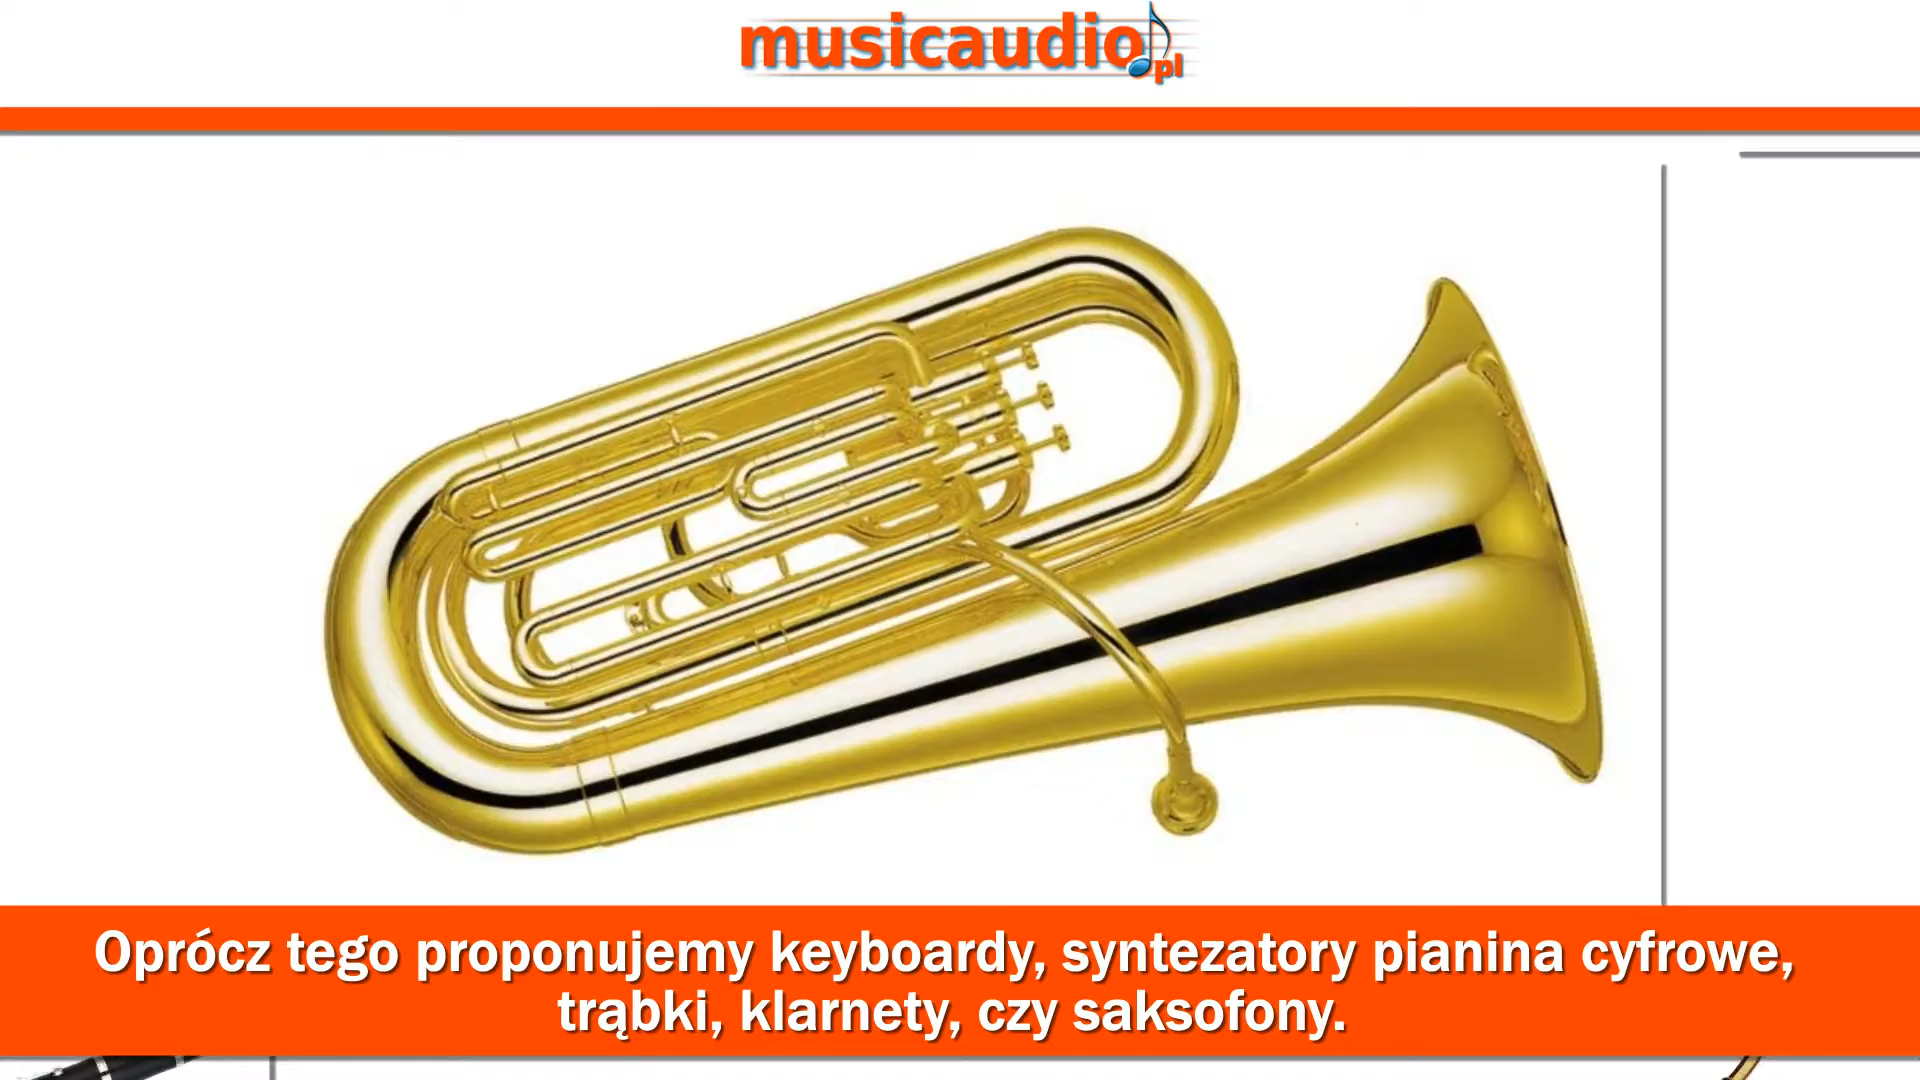 musicaudio.pl
Oprócz tego proponujemy keyboardy, syntezatory pianina cyfrowe,
trąbki, klarnety, czy saksofony.